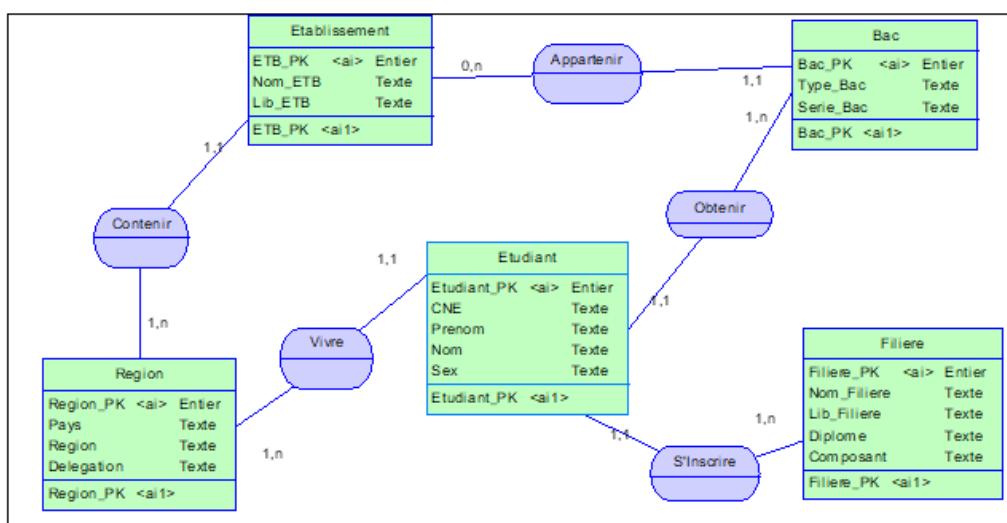 Etablissement
ETB_PK <ai> Entier
Nom_ETB Texte
Lib_ETB Texte
ETB_PK <ai1>
0,n
Appartenir
1,1
Bac
Bac_PK <ai> Entier
Type_Bac Texte
Serie_Bac Texte
Bac_PK <ai1>
1,1
1,n
Contenir
Obtenir
1,n
1,1
Etudiant
Etudiant_PK <ai> Entier
CNE Texte
Prenom Texte
Nom Texte
Sex Texte
Etudiant_PK <ai1>
1,1
Vivre
1,n
Region
Region_PK <ai> Entier
Pays Texte
Region Texte
Delegation Texte
Region_PK <ai1>
Filiere
Filiere_PK <ai> Entier
Nom_Filiere Texte
Lib_Filiere Texte
Diplome Texte
Composant Texte
Filiere_PK <ai1>
1,1
S'Inscrire
1,n